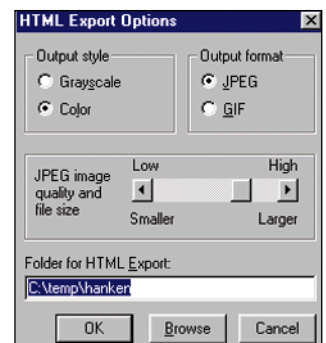 HTML Export Options
Output style
Grayscale
Color
Output format
JPEG
GIF
JPEG image
quality and
file size
Low High
Smaller Larger
Folder for HTML Export:
C:\temp\hanken
OK Browse Cancel